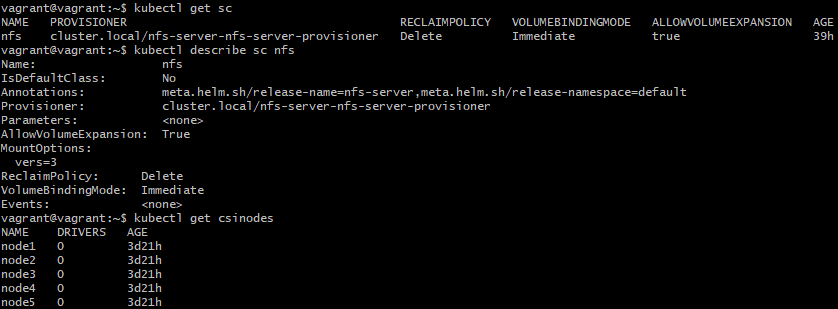 vagrant@vagrant:~$ kubectl get sc
NAME   PROVISIONER                                       RECLAIMPOLICY   VOLUMEBINDINGMODE   ALLOWVOLUMEEXPANSION   AGE
nfs    cluster.local/nfs-server-nfs-server-provisioner   Delete          Immediate           true                   39h
vagrant@vagrant:~$ kubectl describe sc nfs
Name:                  nfs
IsDefaultClass:        No
Annotations:           meta.helm.sh/release-name=nfs-server,meta.helm.sh/release-namespace=default
Provisioner:           cluster.local/nfs-server-nfs-server-provisioner
Parameters:            <none>
AllowVolumeExpansion:  True
MountOptions:
  vers=3
ReclaimPolicy:      Delete
VolumeBindingMode:  Immediate
Events:             <none>
vagrant@vagrant:~$ kubectl get csinodes
NAME    DRIVERS   AGE
node1   0         3d21h
node2   0         3d21h
node3   0         3d21h
node4   0         3d21h
node5   0         3d21h